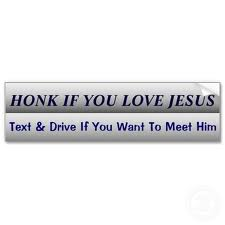 HONK IF YOU LOVE JESUS
Text & Drive If You Want To Meet Him